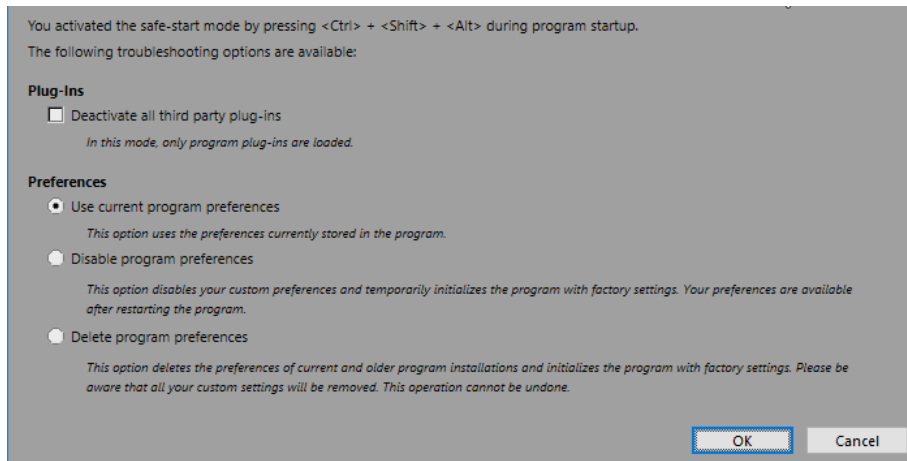 You activated the safe-start mode by pressing <Ctrl> + <Shift> + <Alt> during program startup.
The following troubleshooting options are available:
Plug-Ins
Deactivate all third party plug-ins
In this mode, only program plug-ins are loaded.
Preferences
Use current program preferences
This option uses the preferences currently stored in the program.
Disable program preferences
This option disables your custom preferences and temporarily initializes the program with factory settings. Your preferences are available
after restarting the program.
Delete program preferences
This option deletes the preferences of current and older program installations and initializes the program with factory settings. Please be
aware that all your custom settings will be removed. This operation cannot be undone.
OK Cancel